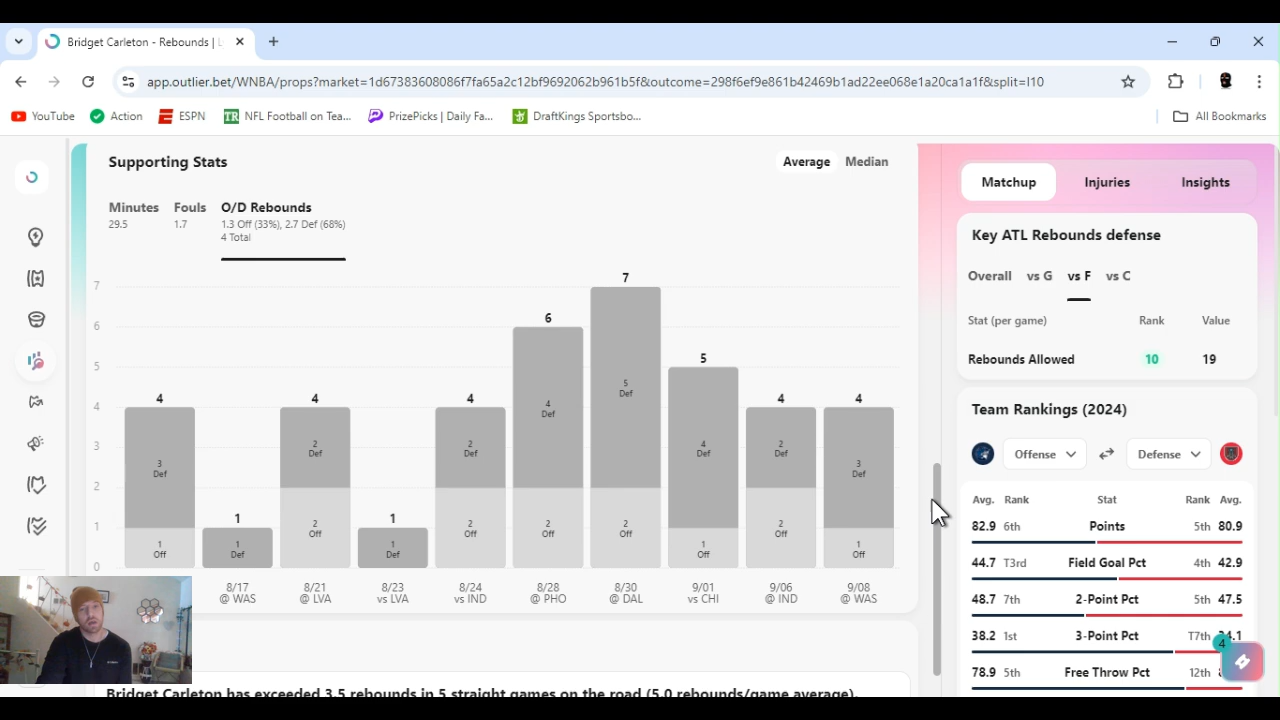 Bridget Carleton - Rebounds |
app.outlier.bet/WNBA/props?market=1d67383608086f7fa65a2c12bf9692062b961b5f&outcome=298f6ef9e861b42469b1ad22ee068e1a20ca1a1f&split=l10
YouTube Action ESPN NFL Football on Tea... PrizePicks | Daily Fa... DraftKings Sportsbo... All Bookmarks
Supporting Stats
Average Median
Minutes Fouls O/D Rebounds
29.5 1.7 1.3 Off (33%), 2.7 Def (68%)
4 Total
7
6
5
4
3
2
1
0
4 1 4 1 4 6 7 5 4 4
3 Def
1 Off
1 Def
2 Def
2 Off
1 Def
2 Def
2 Off
4 Def
2 Off
5 Def
2 Off
4 Def
1 Off
2 Def
2 Off
3 Def
1 Off
8/17 8/21 8/23 8/24 8/28 8/30 9/01 9/06 9/08
@ WAS @ LVA vs LVA vs IND @ PHO @ DAL vs CHI @ IND @ WAS
Bridget Carleton has exceeded 3.5 rebounds in 5 straight games on the road (5.0 rebounds/game average).
Matchup Injuries Insights
Key ATL Rebounds defense
Overall vs G vs F vs C
Stat (per game) Rank Value
Rebounds Allowed 10 19
Team Rankings (2024)
Offense Defense
Avg. Rank Stat Rank Avg.
82.9 6th Points 5th 80.9
44.7 T3rd Field Goal Pct 4th 42.9
48.7 7th 2-Point Pct 5th 47.5
38.2 1st 3-Point Pct T7th
4
78.9 5th Free Throw Pct 12th